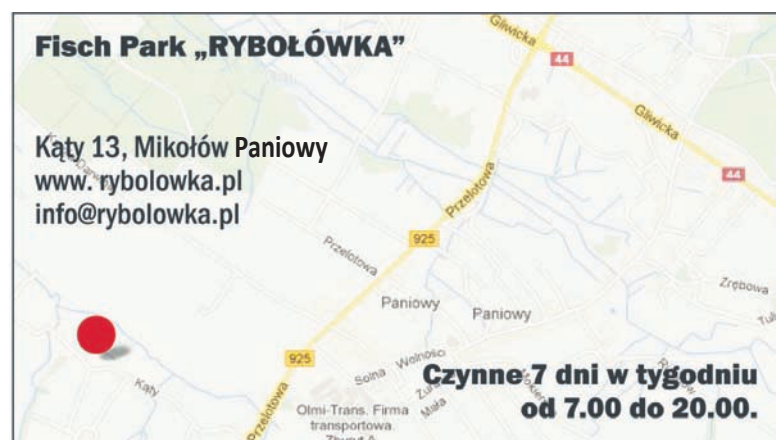 Fisch Park „RYBOŁÓWKA”
Gliwicka
44
Gliwicka
44
Kąty 13, Mikołów Paniowy
www. rybolowka.pl
info@rybolowka.pl
Przelotowa
925
Przelotowa
Zrębowa
Paniowy
Paniowy
925
Solna
Wolności
Kąty
Mała
Czynne 7 dni w tygodniu
od 7.00 do 20.00.
Przelotowa
Olmi-Trans. Firma
transportowa.